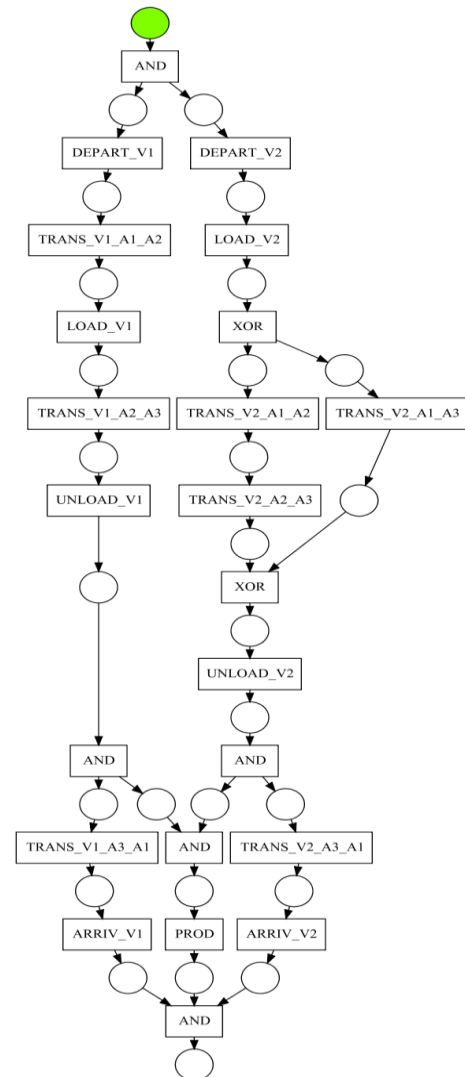 AND
DEPART_V1 DEPART_V2
TRANS_V1_A1_A2 LOAD_V2
LOAD_V1 XOR
TRANS_V1_A2_A3 TRANS_V2_A1_A2 TRANS_V2_A1_A3
UNLOAD_V1 TRANS_V2_A2_A3
XOR
UNLOAD_V2
AND AND
TRANS_V1_A3_A1 AND TRANS_V2_A3_A1
ARRIV_V1 PROD ARRIV_V2
AND